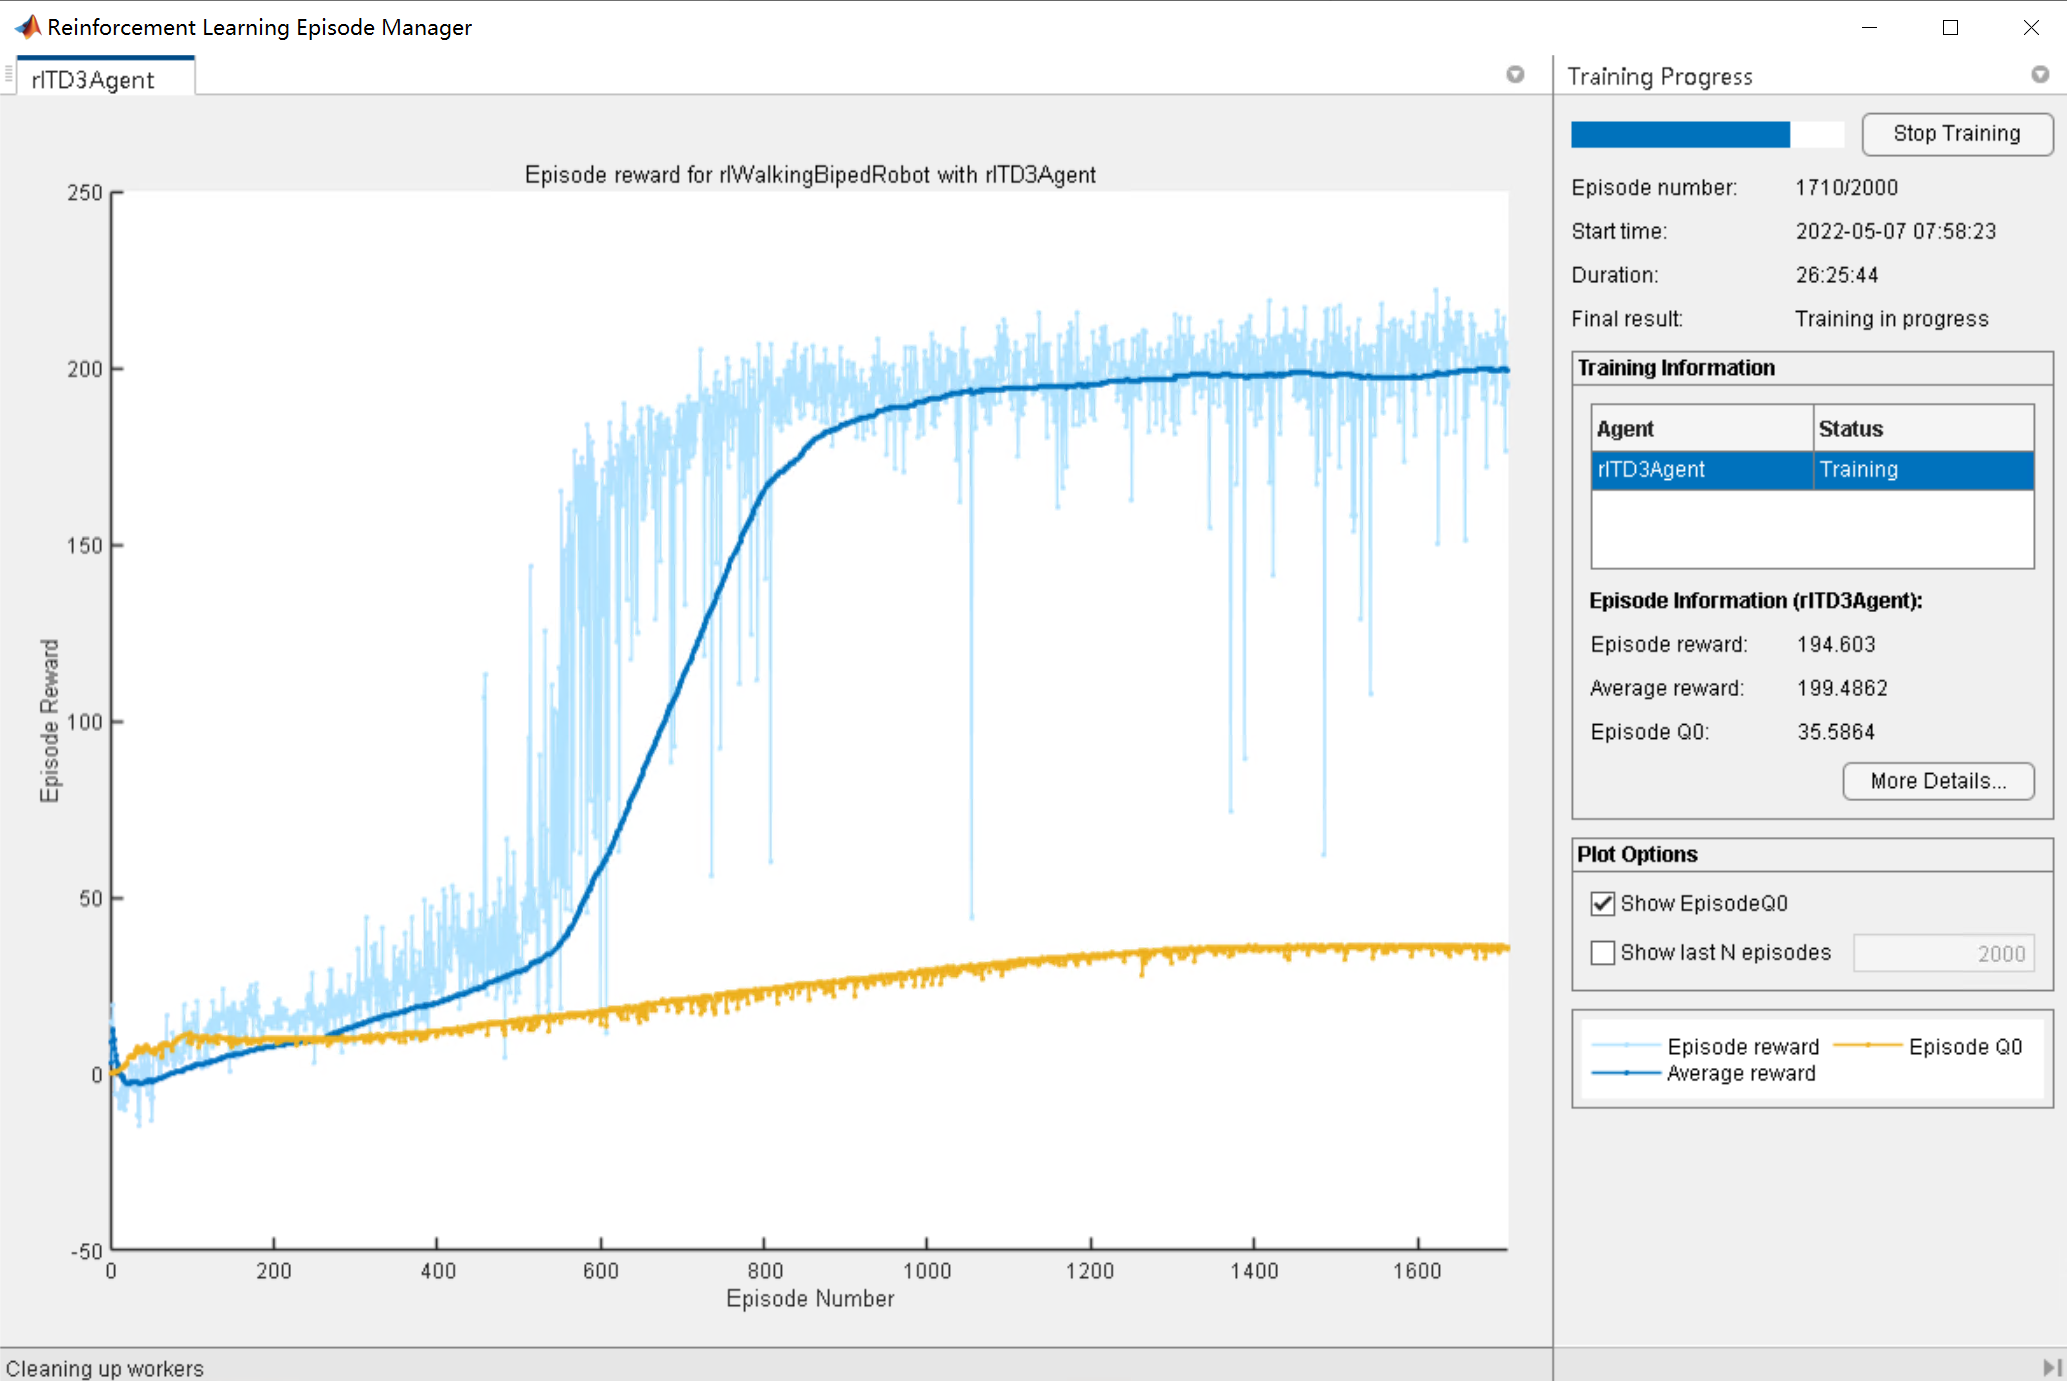 Reinforcement Learning Episode Manager
rlTD3Agent
Episode reward for rlWalkingBipedRobot with rlTD3Agent
250
200
150
100
50
0
-50
Episode Reward
0 200 400 600 800 1000 1200 1400 1600
Episode Number
Cleaning up workers
Training Progress
Stop Training
Episode number: 1710/2000
Start time: 2022-05-07 07:58:23
Duration: 26:25:44
Final result: Training in progress
Training Information
Agent Status
rlTD3Agent Training
Episode Information (rlTD3Agent):
Episode reward: 194.603
Average reward: 199.4862
Episode Q0: 35.5864
More Details...
Plot Options
Show EpisodeQ0
Show last N episodes 2000
Episode reward Episode Q0
Average reward